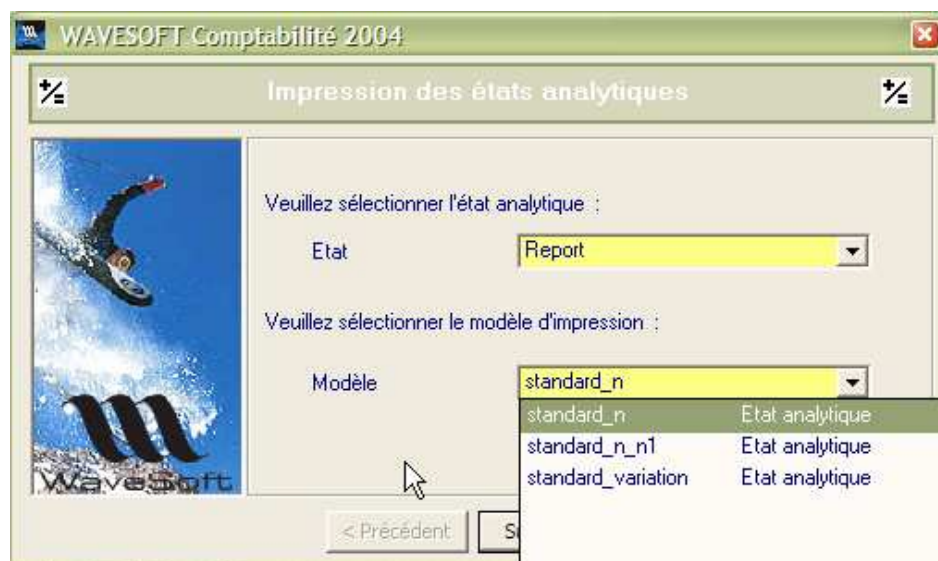 WAVESOFT Comptabilité 2004
Impression des états analytiques
Veuillez sélectionner l'état analytique :
Etat Report
Veuillez sélectionner le modèle d'impression :
Modèle standard_n
standard_n Etat analytique
standard_n_n1 Etat analytique
standard_variation Etat analytique
WaveSoft
< Précédent